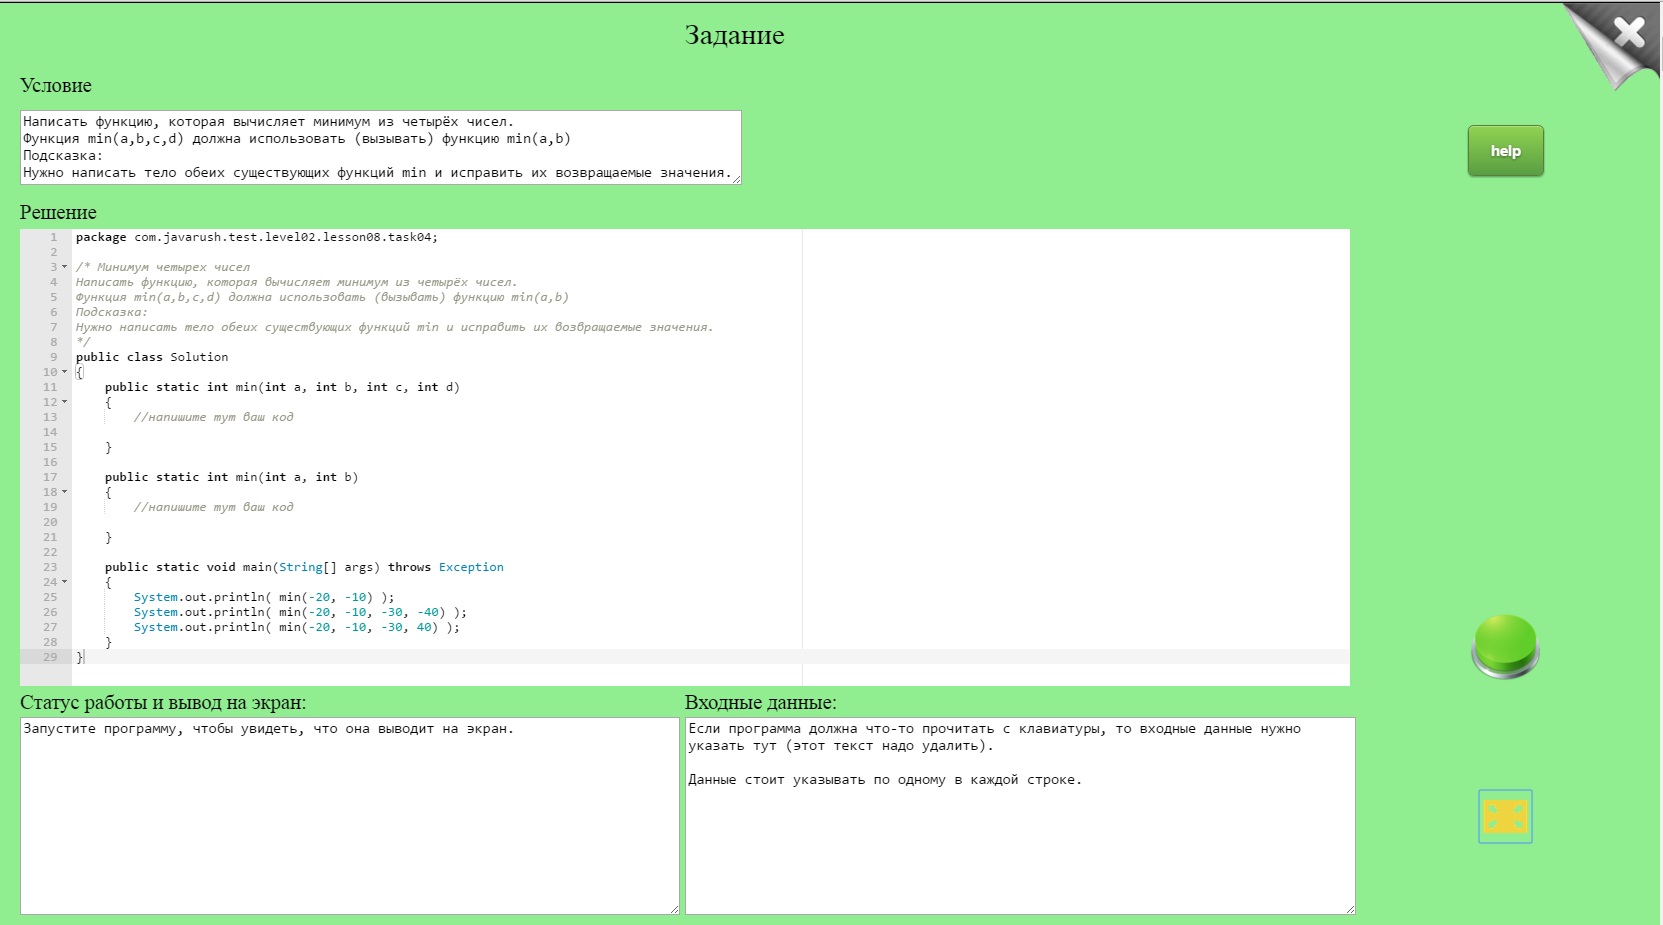 Задание
Условие
Написать функцию, которая вычисляет минимум из четырёх чисел.
Функция min(a,b,c,d) должна использовать (вызывать) функцию min(a,b)
Подсказка:
Нужно написать тело обеих существующих функций min и исправить их возвращаемые значения.
help
Решение
1 package com.javarush.test.level02.lesson08.task04;
2
3 /* Минимум четырех чисел
4 Написать функцию, которая вычисляет минимум из четырёх чисел.
5 Функция min(a,b,c,d) должна использовать (вызывать) функцию min(a,b)
6 Подсказка:
7 Нужно написать тело обеих существующих функций min и исправить их возвращаемые значения.
8 */
9 public class Solution
10 {
11     public static int min(int a, int b, int c, int d)
12     {
13         //напишите тут ваш код
14
15     }
16
17     public static int min(int a, int b)
18     {
19         //напишите тут ваш код
20
21     }
22
23     public static void main(String[] args) throws Exception
24     {
25         System.out.println( min(-20, -10) );
26         System.out.println( min(-20, -10, -30, -40) );
27         System.out.println( min(-20, -10, -30, 40) );
28     }
29 }
Статус работы и вывод на экран:
Запустите программу, чтобы увидеть, что она выводит на экран.
Входные данные:
Если программа должна что-то прочитать с клавиатуры, то входные данные нужно
указать тут (этот текст надо удалить).
Данные стоит указывать по одному в каждой строке.